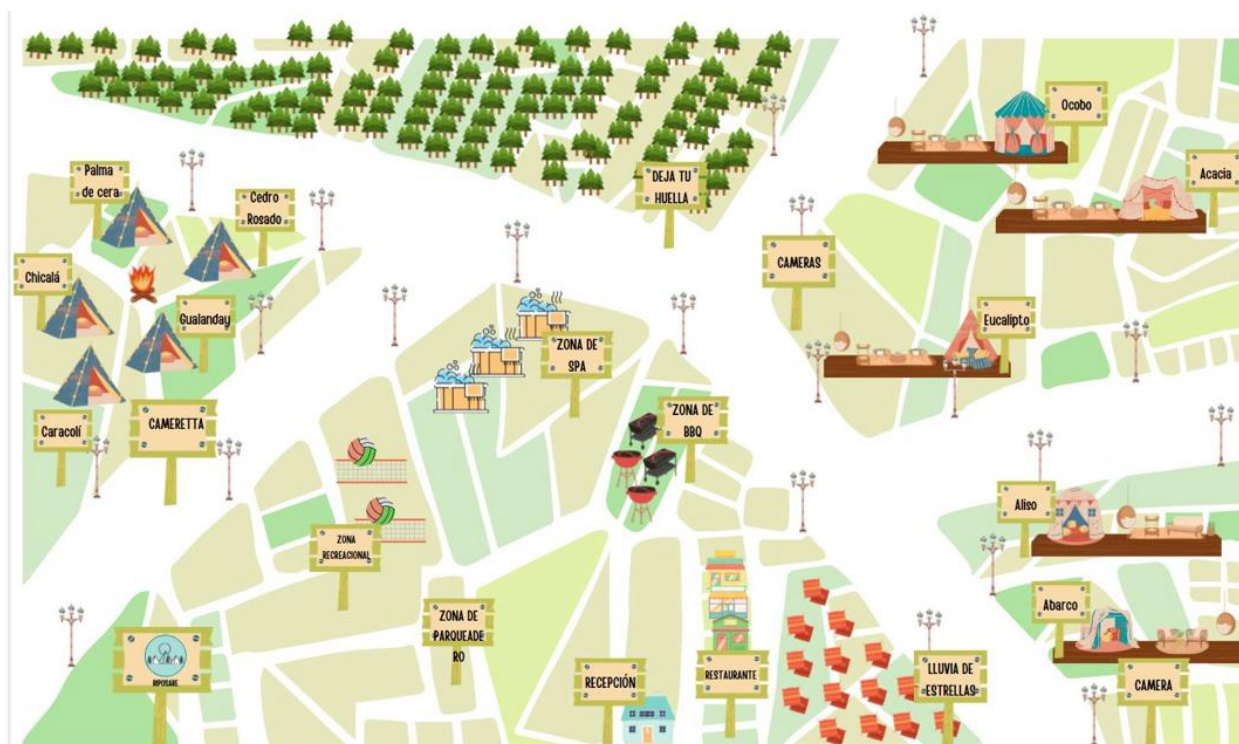 Ocobo
Palma
de cera
Cedro
Rosado
DEJA TU
HUELLA
Acacia
CAMERAS
Chicalá
Gualanday
Eucalipto
ZONA DE
SPA
Caracolí
CAMERETTA
ZONA DE
BBQ
Aliso
ZONA
RECREACIONAL
Abarco
ZONA DE
PARQUEADE
RO
RIPOSARE
RECEPCIÓN
RESTAURANTE
LLUVIA DE
ESTRELLAS
CAMERA